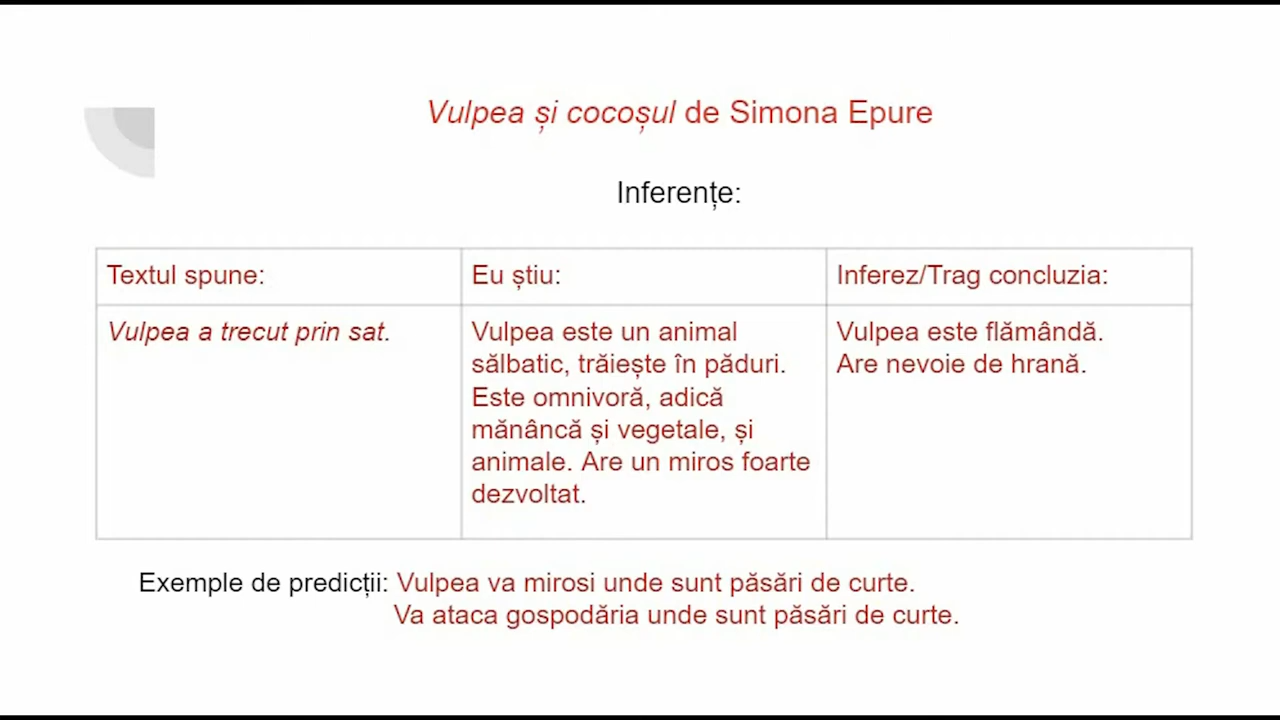 Vulpea și cocoșul de Simona Epure
Inferențe:
Textul spune:
Eu știu:
Inferez/Trag concluzia:
Vulpea a trecut prin sat.
Vulpea este un animal
sălbatic, trăiește în păduri.
Este omnivoră, adică
mănâncă și vegetale, și
animale. Are un miros foarte
dezvoltat.
Vulpea este flămândă.
Are nevoie de hrană.
Exemple de predicții: Vulpea va mirosi unde sunt păsări de curte.
Va ataca gospodăria unde sunt păsări de curte.